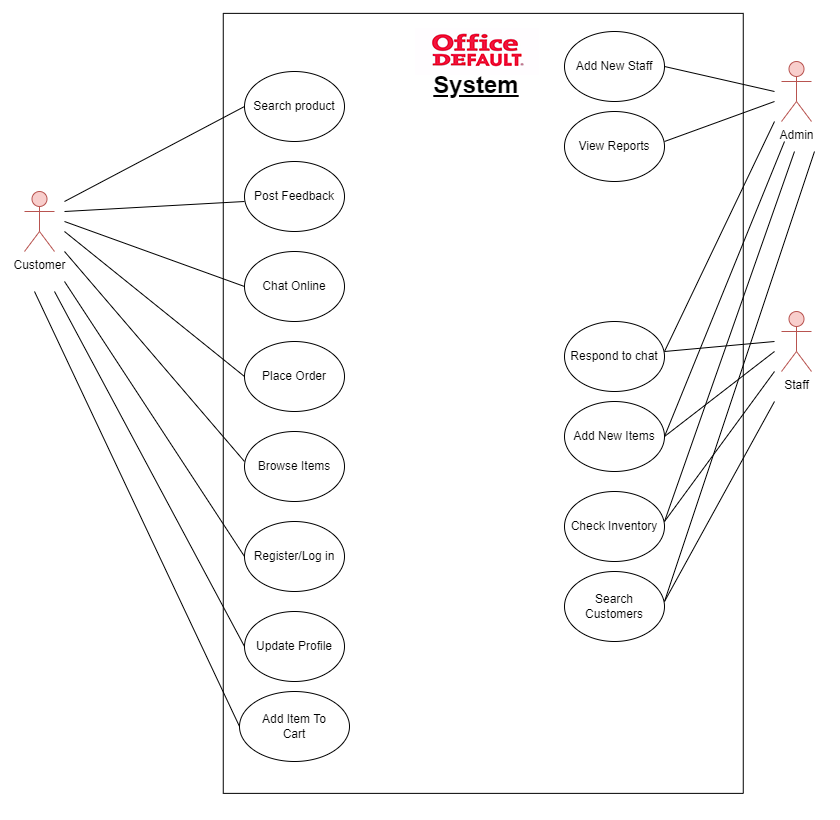 Office
DEFAULT.
System
Search product
Post Feedback
Chat Online
Place Order
Browse Items
Register/Log in
Update Profile
Add Item To
Cart
Customer
Add New Staff
View Reports
Respond to chat
Add New Items
Check Inventory
Search
Customers
Admin
Staff